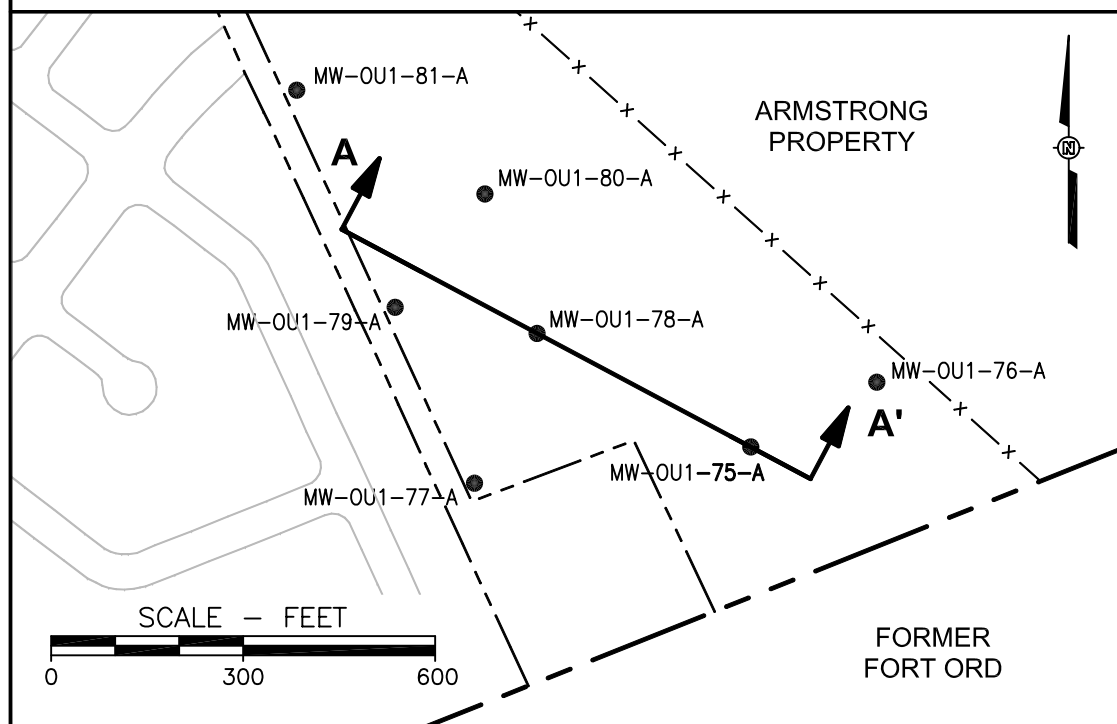 MW-OU1-81-A
ARMSTRONG
PROPERTY
A
N
MW-OU1-80-A
MW-OU1-79-A
MW-OU1-78-A
MW-OU1-76-A
A'
MW-OU1-75-A
MW-OU1-77-A
SCALE – FEET
0 300 600
FORMER
FORT ORD